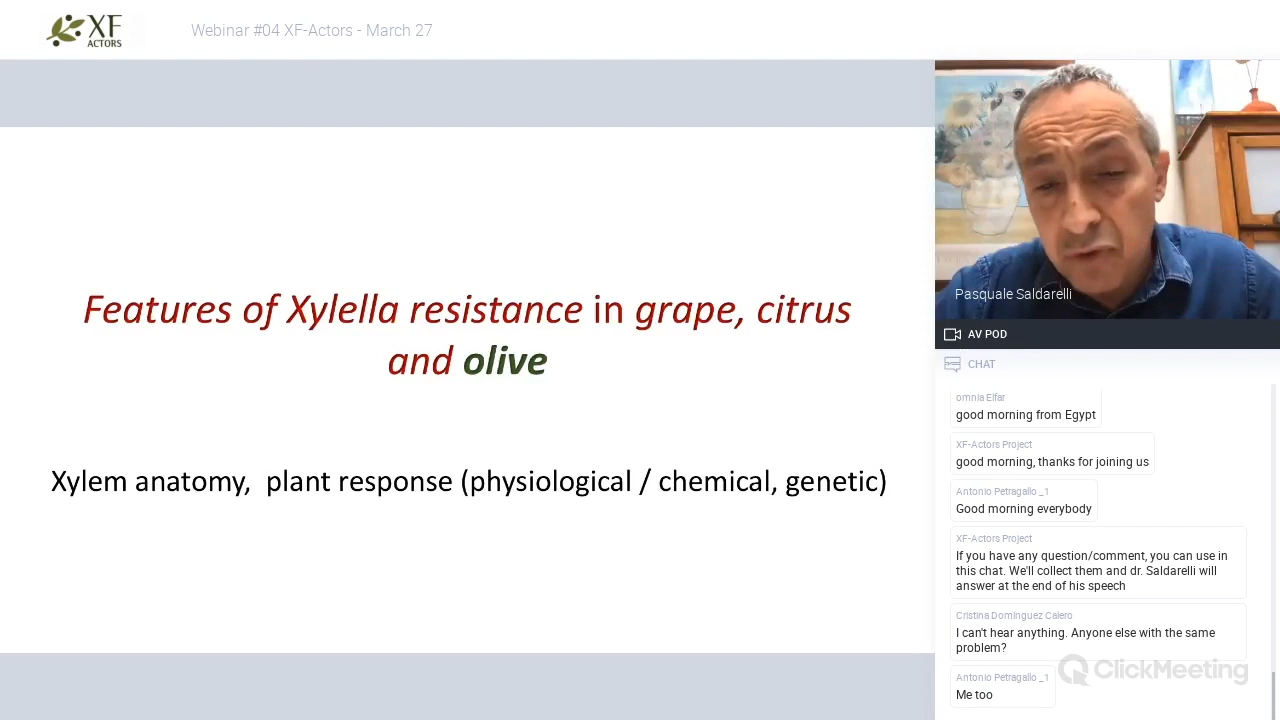 XF
ACTORS
Webinar #04 XF-Actors - March 27
Features of Xylella resistance in grape, citrus
and olive
Xylem anatomy,  plant response (physiological / chemical, genetic)
Pasquale Saldarelli
AV POD
CHAT
omnia Elfar
good morning from Egypt
XF-Actors Project
good morning, thanks for joining us
Antonio Petragallo _1
Good morning everybody
XF-Actors Project
If you have any question/comment, you can use in
this chat. We'll collect them and dr. Saldarelli will
answer at the end of his speech
Cristina Domínguez Calero
I can't hear anything. Anyone else with the same
problem?
ClickMeeting
Antonio Petragallo _1
Me too